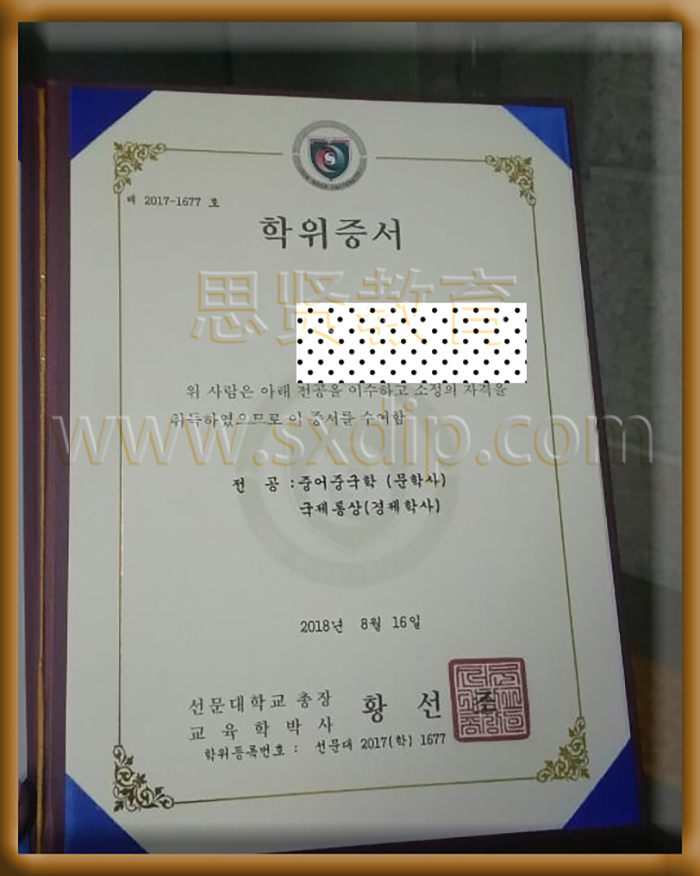 제 2017-1677 호
학위증서
思贤教育
위 사람은 아래 전공을 이수하고 소정의 자격을
취득하였으므로 이 증서를 수여함
www.sxdip.com
전 공 : 중어중국학 (문학사)
국제통상(경제학사)
2018년 8월 16일
선문대학교 총장
교육학박사
황 선 조
학위등록번호 : 선문대 2017(학) 1677